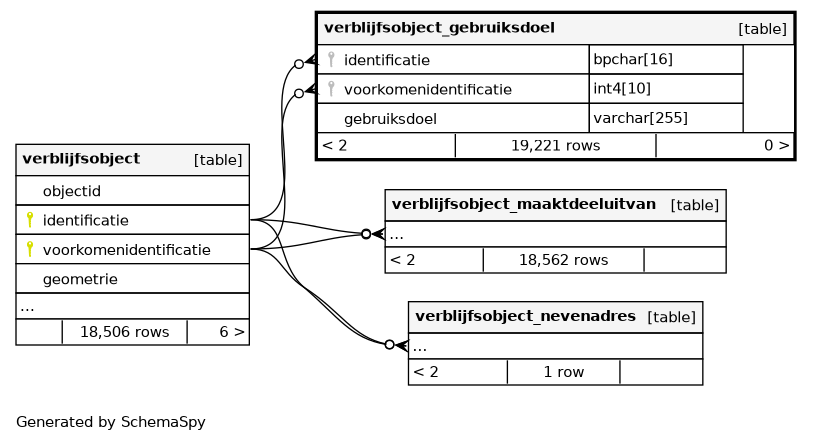 verblijfsobject_gebruiksdoel [table]
identificatie bpchar[16]
voorkomenidentificatie int4[10]
gebruiksdoel varchar[255]
< 2 19,221 rows 0 >
verblijfsobject [table]
objectid
identificatie
voorkomenidentificatie
geometrie
...
18,506 rows 6 >
verblijfsobject_maaktdeeluitvan [table]
...
< 2 18,562 rows
verblijfsobject_nevenadres [table]
...
< 2 1 row
Generated by SchemaSpy